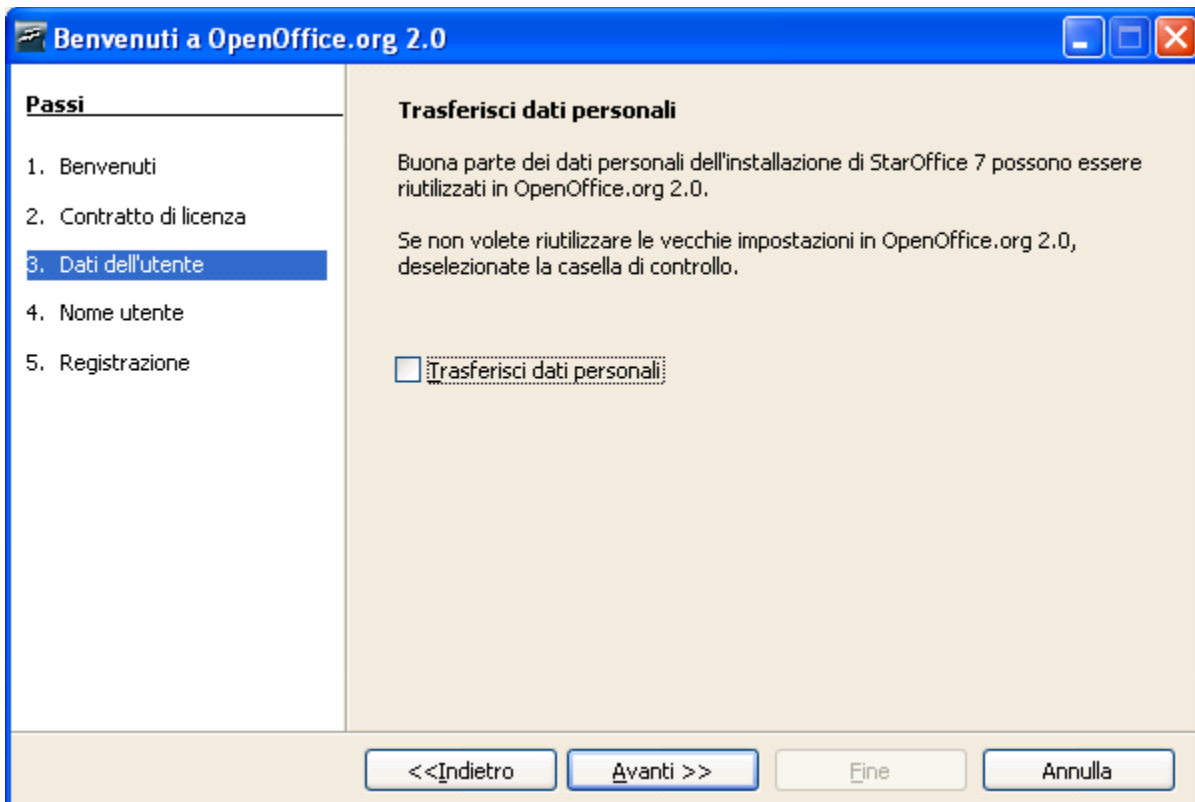 Benvenuti a OpenOffice.org 2.0
Passi
1. Benvenuti
2. Contratto di licenza
3. Dati dell'utente
4. Nome utente
5. Registrazione
Trasferisci dati personali
Buona parte dei dati personali dell'installazione di StarOffice 7 possono essere
riutilizzati in OpenOffice.org 2.0.
Se non volete riutilizzare le vecchie impostazioni in OpenOffice.org 2.0,
deselezionate la casella di controllo.
Trasferisci dati personali
<<Indietro
Avanti >>
Fine
Annulla